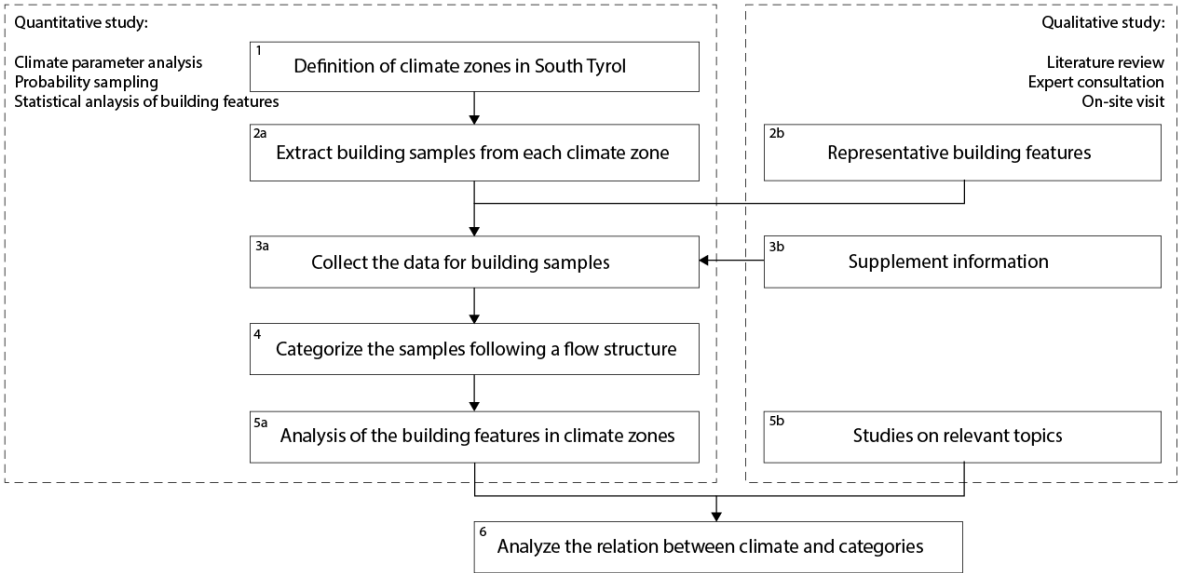 Quantitative study:
Climate parameter analysis
Probability sampling
Statistical anlaysis of building features
Qualitative study:
Literature review
Expert consultation
On-site visit
1
Definition of climate zones in South Tyrol
2a
Extract building samples from each climate zone
2b
Representative building features
3a
Collect the data for building samples
3b
Supplement information
4
Categorize the samples following a flow structure
5a
Analysis of the building features in climate zones
5b
Studies on relevant topics
6
Analyze the relation between climate and categories